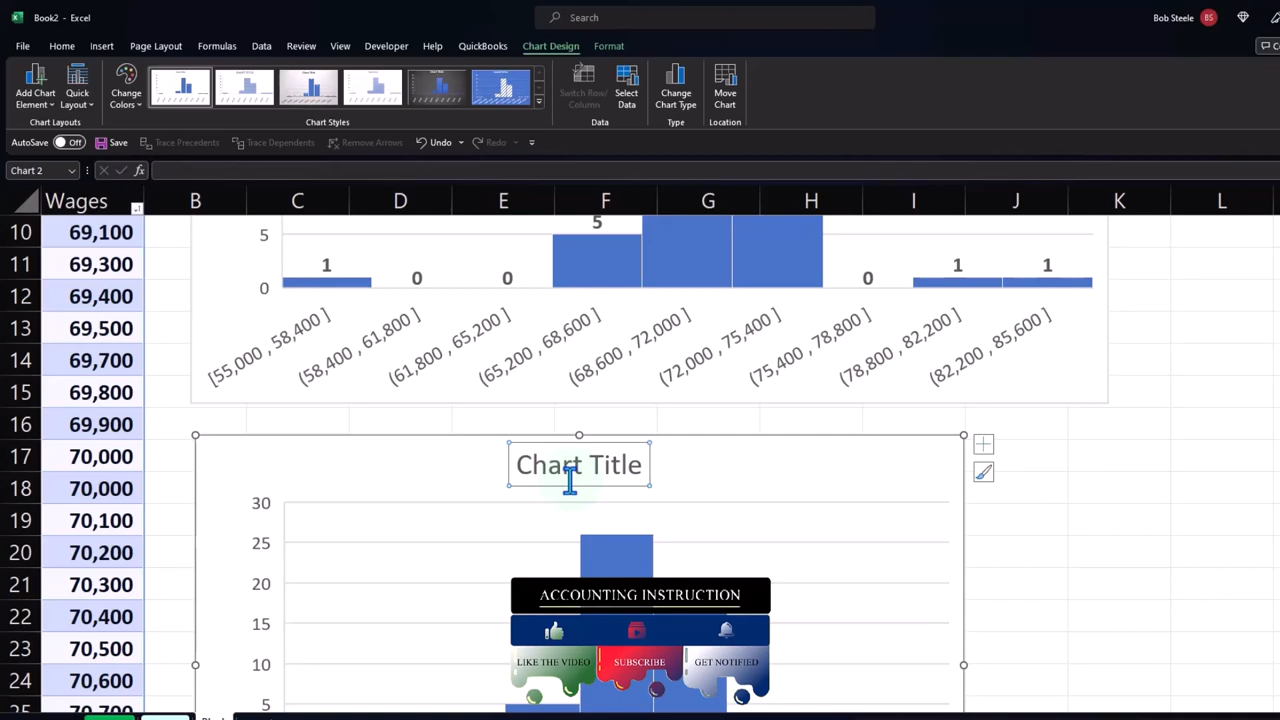 Book2 - Excel
Search
Bob Steele BS
File Home Insert Page Layout Formulas Data Review View Automate Developer Help QuickBooks Chart Design Format
Add Chart Element Quick Layout Change Colors Switch Row/Column Select Data Change Chart Type Move Chart
Chart Layouts Chart Styles Data Type Location
AutoSave Off Save Trace Precedents Trace Dependents Remove Arrows Undo Redo
Chart 2 fx
Wages B C D E F G H I J K L
10 69,100
11 69,300
12 69,400
13 69,500
14 69,700
15 69,800
16 69,900
17 70,000
18 70,000
19 70,100
20 70,200
21 70,300
22 70,400
23 70,500
24 70,600
25 70,700
5
0
1 0 0 5 0 1 1
[55,000 , 58,400 ]
(58,400 , 61,800 ]
(61,800 , 65,200 ]
(65,200 , 68,600 ]
(68,600 , 72,000 ]
(72,000 , 75,400 ]
(75,400 , 78,800 ]
(78,800 , 82,200 ]
(82,200 , 85,600 ]
Chart Title
30
25
20
15
10
5
ACCOUNTING INSTRUCTION
LIKE THE VIDEO SUBSCRIBE GET NOTIFIED